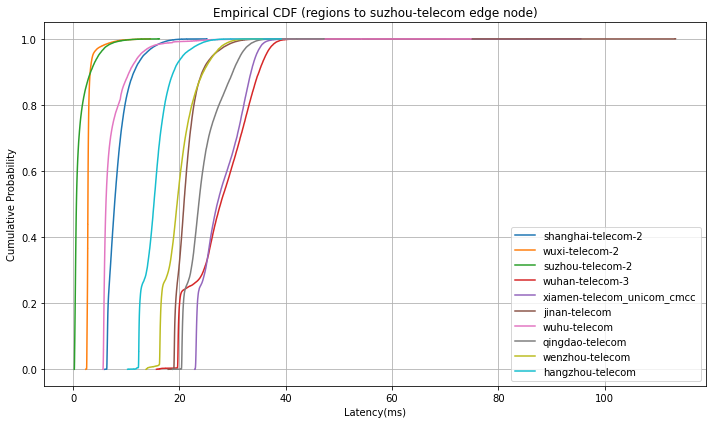 Empirical CDF (regions to suzhou-telecom edge node)
Cumulative Probability
1.0
0.8
0.6
0.4
0.2
0.0
shanghai-telecom-2
wuxi-telecom-2
suzhou-telecom-2
wuhan-telecom-3
xiamen-telecom_unicom_cmcc
jinan-telecom
wuhu-telecom
qingdao-telecom
wenzhou-telecom
hangzhou-telecom
0
20
40
60
80
100
Latency(ms)